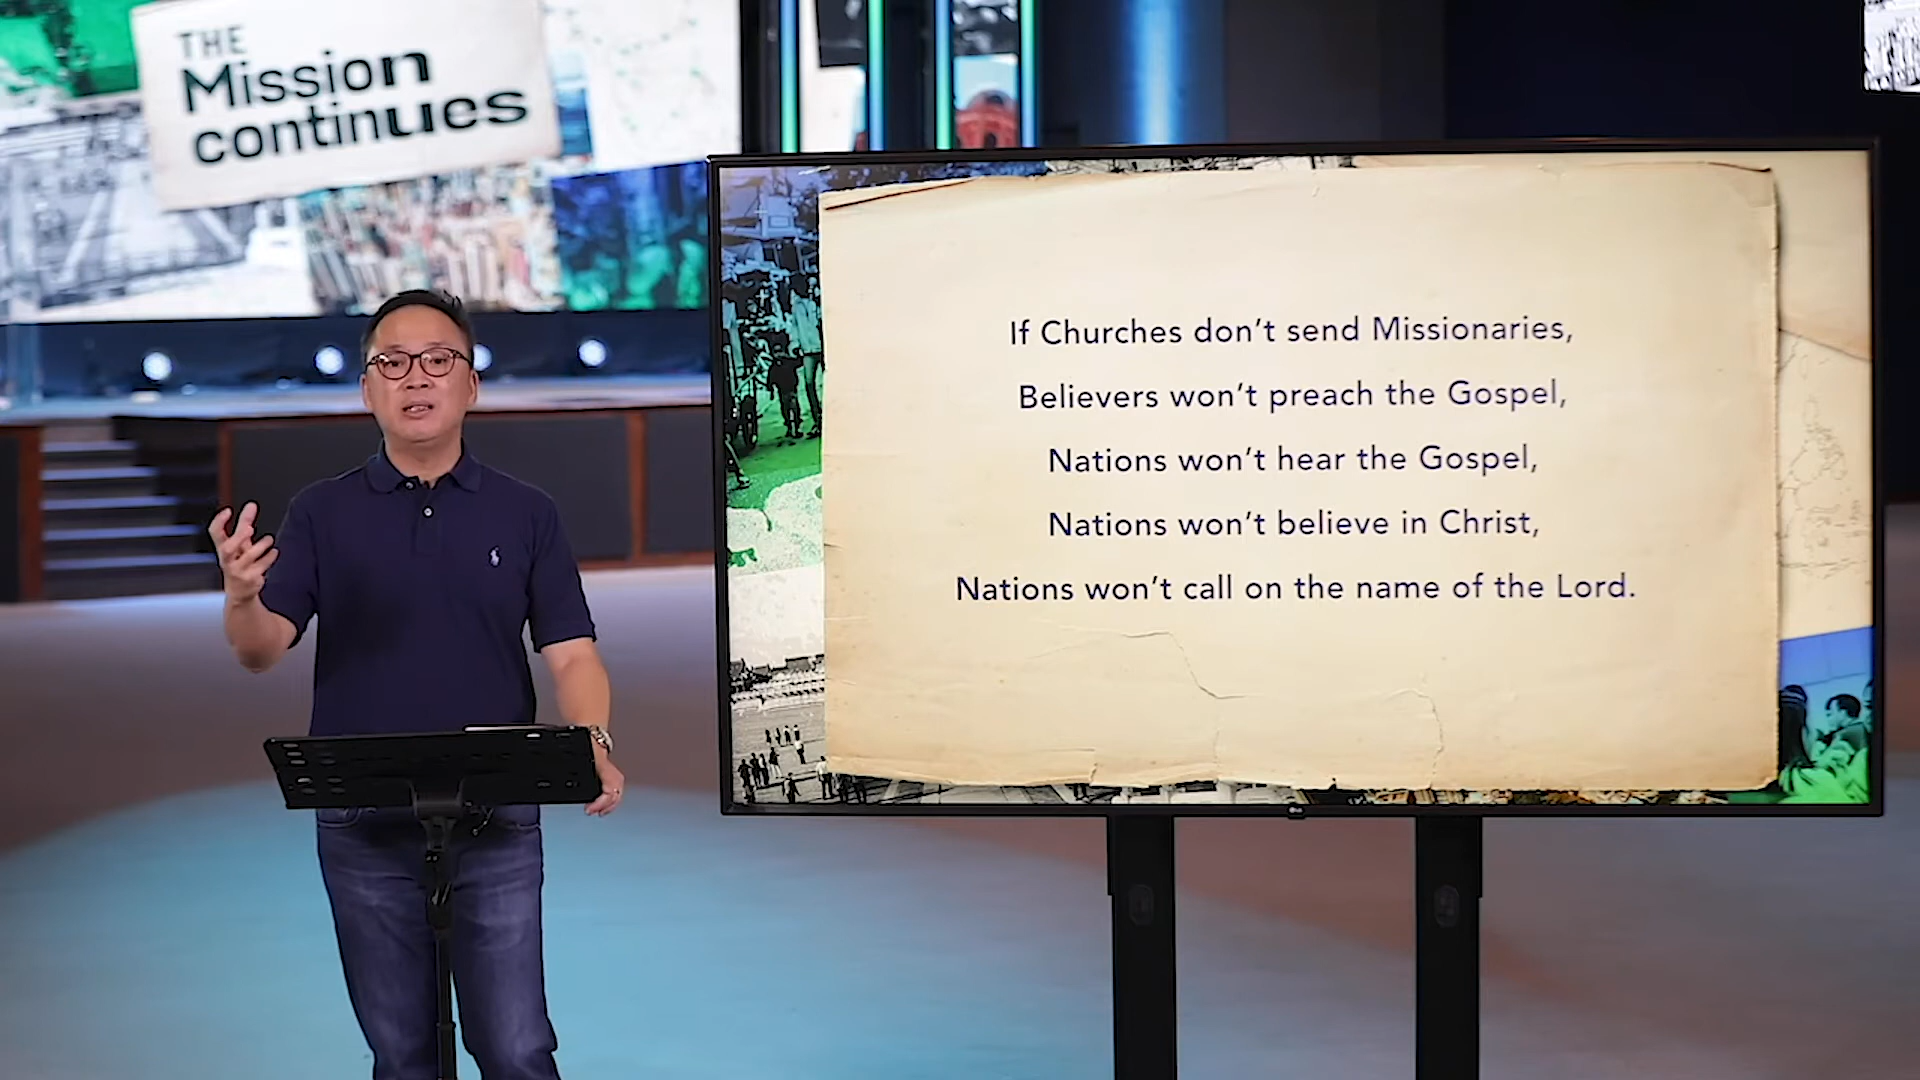 THE
Mission
continues
If Churches don't send Missionaries,
Believers won't preach the Gospel,
Nations won't hear the Gospel,
Nations won't believe in Christ,
Nations won't call on the name of the Lord.